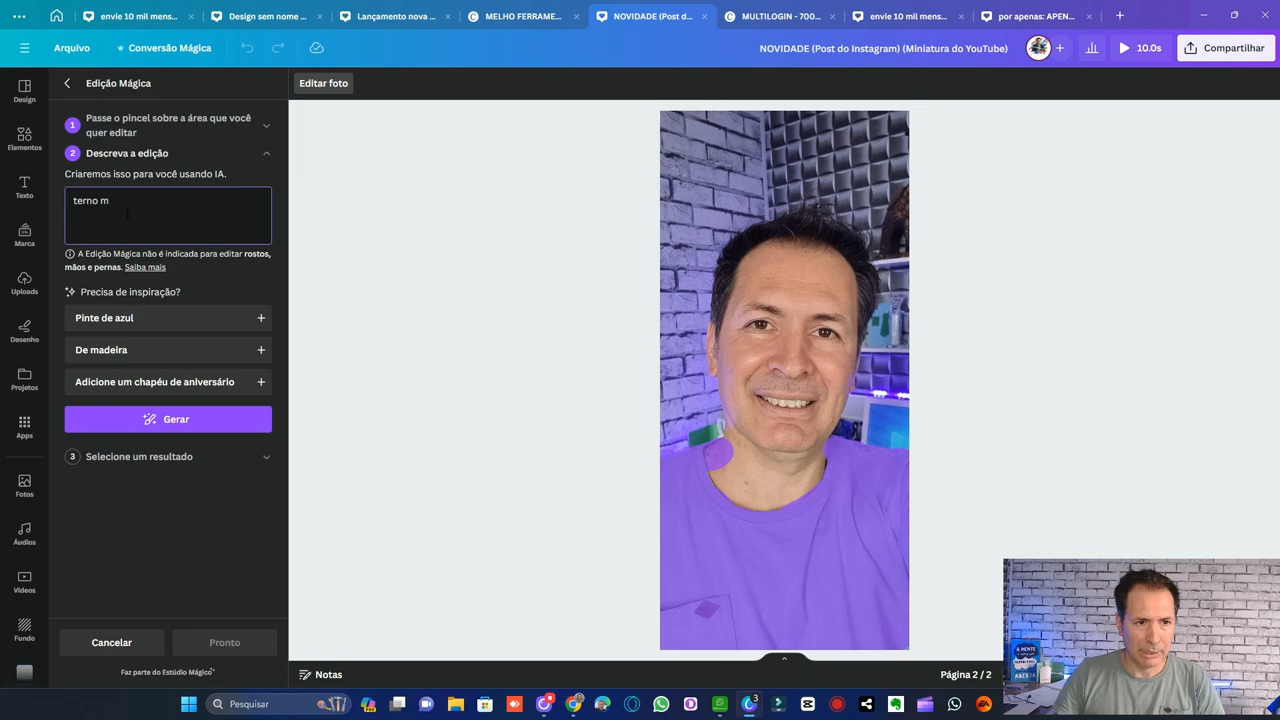 envie 10 mil mens...
Design sem nome ...
Lançamento nova ...
MELHO FERRAME...
NOVIDADE (Post d...
MULTILOGIN - 700...
envie 10 mil mens...
por apenas: APEN...
Arquivo
Conversão Mágica
NOVIDADE (Post do Instagram) (Miniatura do YouTube)
10.0s
Compartilhar
Design
Elementos
Texto
Marca
Uploads
Desenho
Projetos
Apps
Fotos
Áudios
Vídeos
Fundo
Edição Mágica
Editar foto
1
Passe o pincel sobre a área que você
quer editar
2
Descreva a edição
Criaremos isso para você usando IA.
terno m
A Edição Mágica não é indicada para editar rostos,
mãos e pernas. Saiba mais
Precisa de inspiração?
Pinte de azul
De madeira
Adicione um chapéu de aniversário
Gerar
3
Selecione um resultado
Cancelar
Pronto
Faz parte do Estúdio Mágico
Notas
Página 2 / 2
A MENTE
Pesquisar
3
EA